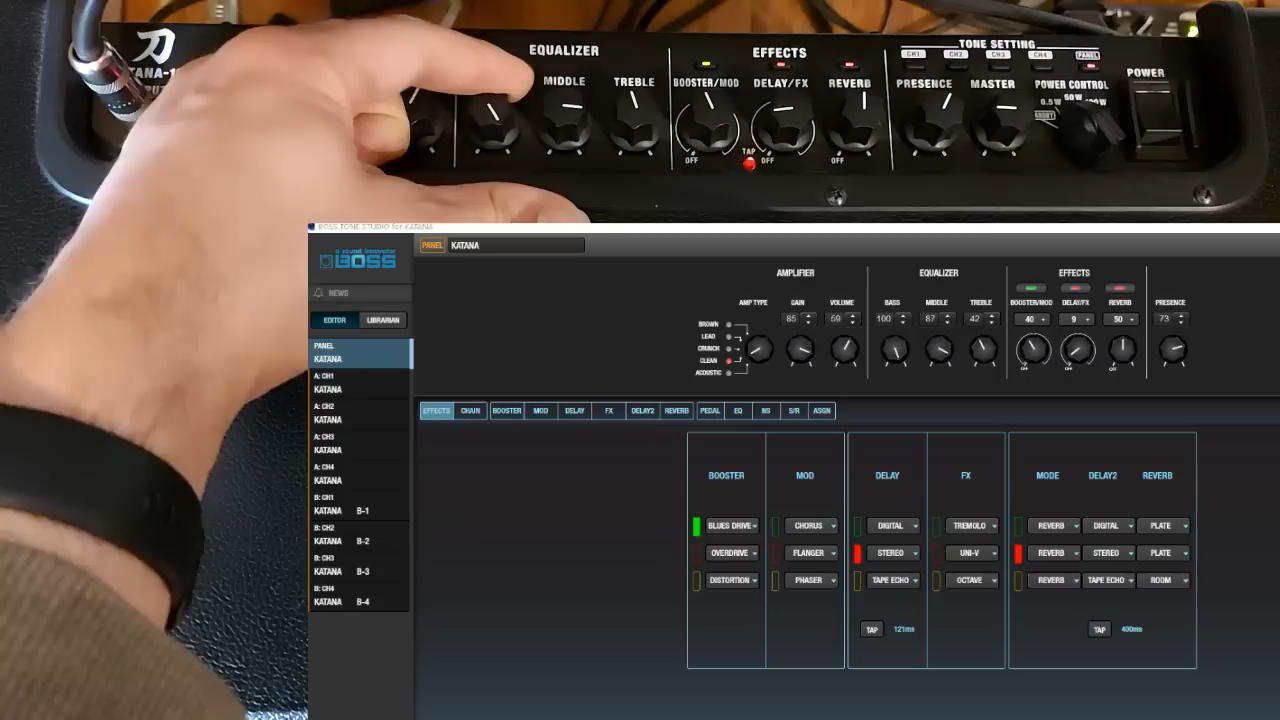 刀
EQUALIZER
EFFECTS
TONE SETTING
CH1 CH2 CH3 CH4 PANEL
MIDDLE TREBLE BOOSTER/MOD DELAY/FX REVERB PRESENCE MASTER POWER CONTROL POWER
0.5W 50W
TAP
OFF OFF OFF
BOSS TONE STUDIO for KATANA
a sound innovator
BOSS
PANEL KATANA
NEWS
EDITOR LIBRARIAN
AMPLIFIER EQUALIZER EFFECTS
AMP TYPE GAIN VOLUME BASS MIDDLE TREBLE BOOSTER/MOD DELAY/FX REVERB PRESENCE
85 59 100 87 42 40 9 50 73
BROWN
LEAD
CRUNCH
CLEAN
ACOUSTIC
PANEL
KATANA
A: CH1
KATANA
A: CH2
KATANA
A: CH3
KATANA
A: CH4
KATANA
B: CH1
KATANA B-1
B: CH2
KATANA B-2
B: CH3
KATANA B-3
B: CH4
KATANA B-4
EFFECTS CHAIN BOOSTER MOD DELAY FX DELAY2 REVERB PEDAL EQ NS S/R ASGN
BOOSTER MOD DELAY FX MODE DELAY2 REVERB
BLUES DRIVE CHORUS DIGITAL TREMOLO REVERB DIGITAL PLATE
OVERDRIVE FLANGER STEREO UNI-V REVERB STEREO PLATE
DISTORTION PHASER TAPE ECHO OCTAVE REVERB TAPE ECHO ROOM
TAP 121ms TAP 400ms